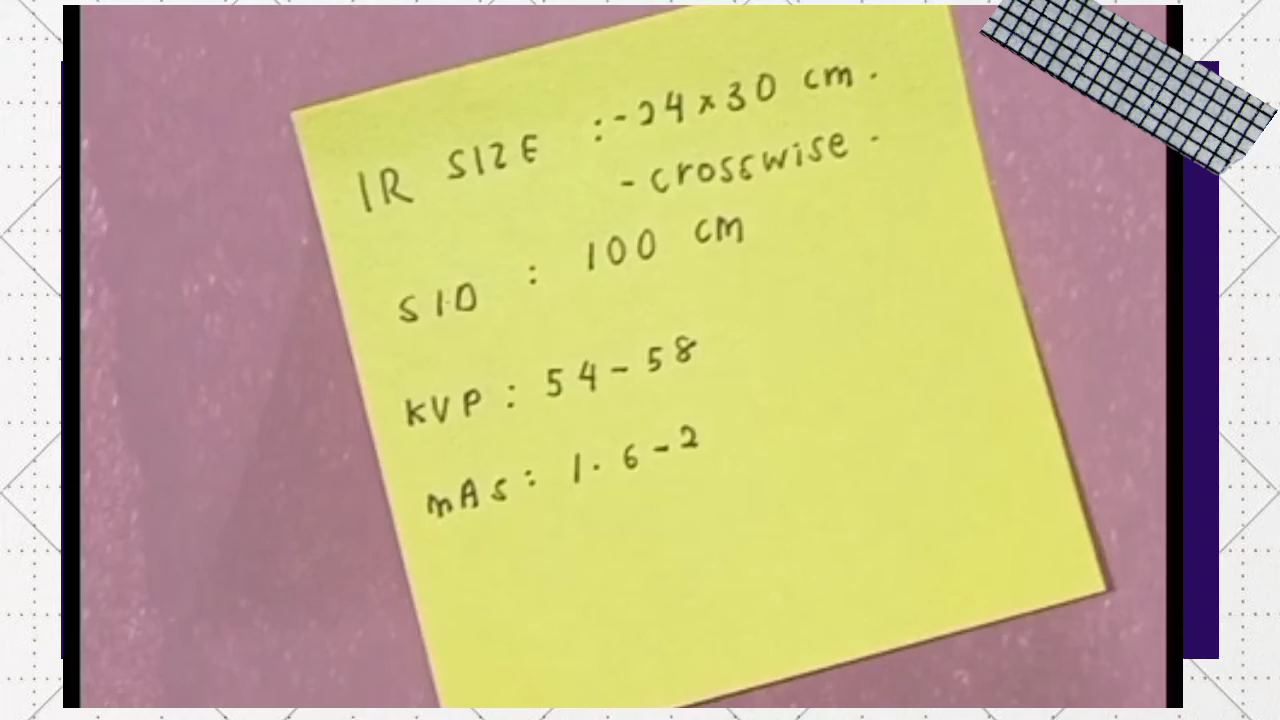 IR SIZE :- 24 x 30 cm.
- crosswise.
SID : 100 cm
KVP : 54 - 58
mAs : 1.6 - 2